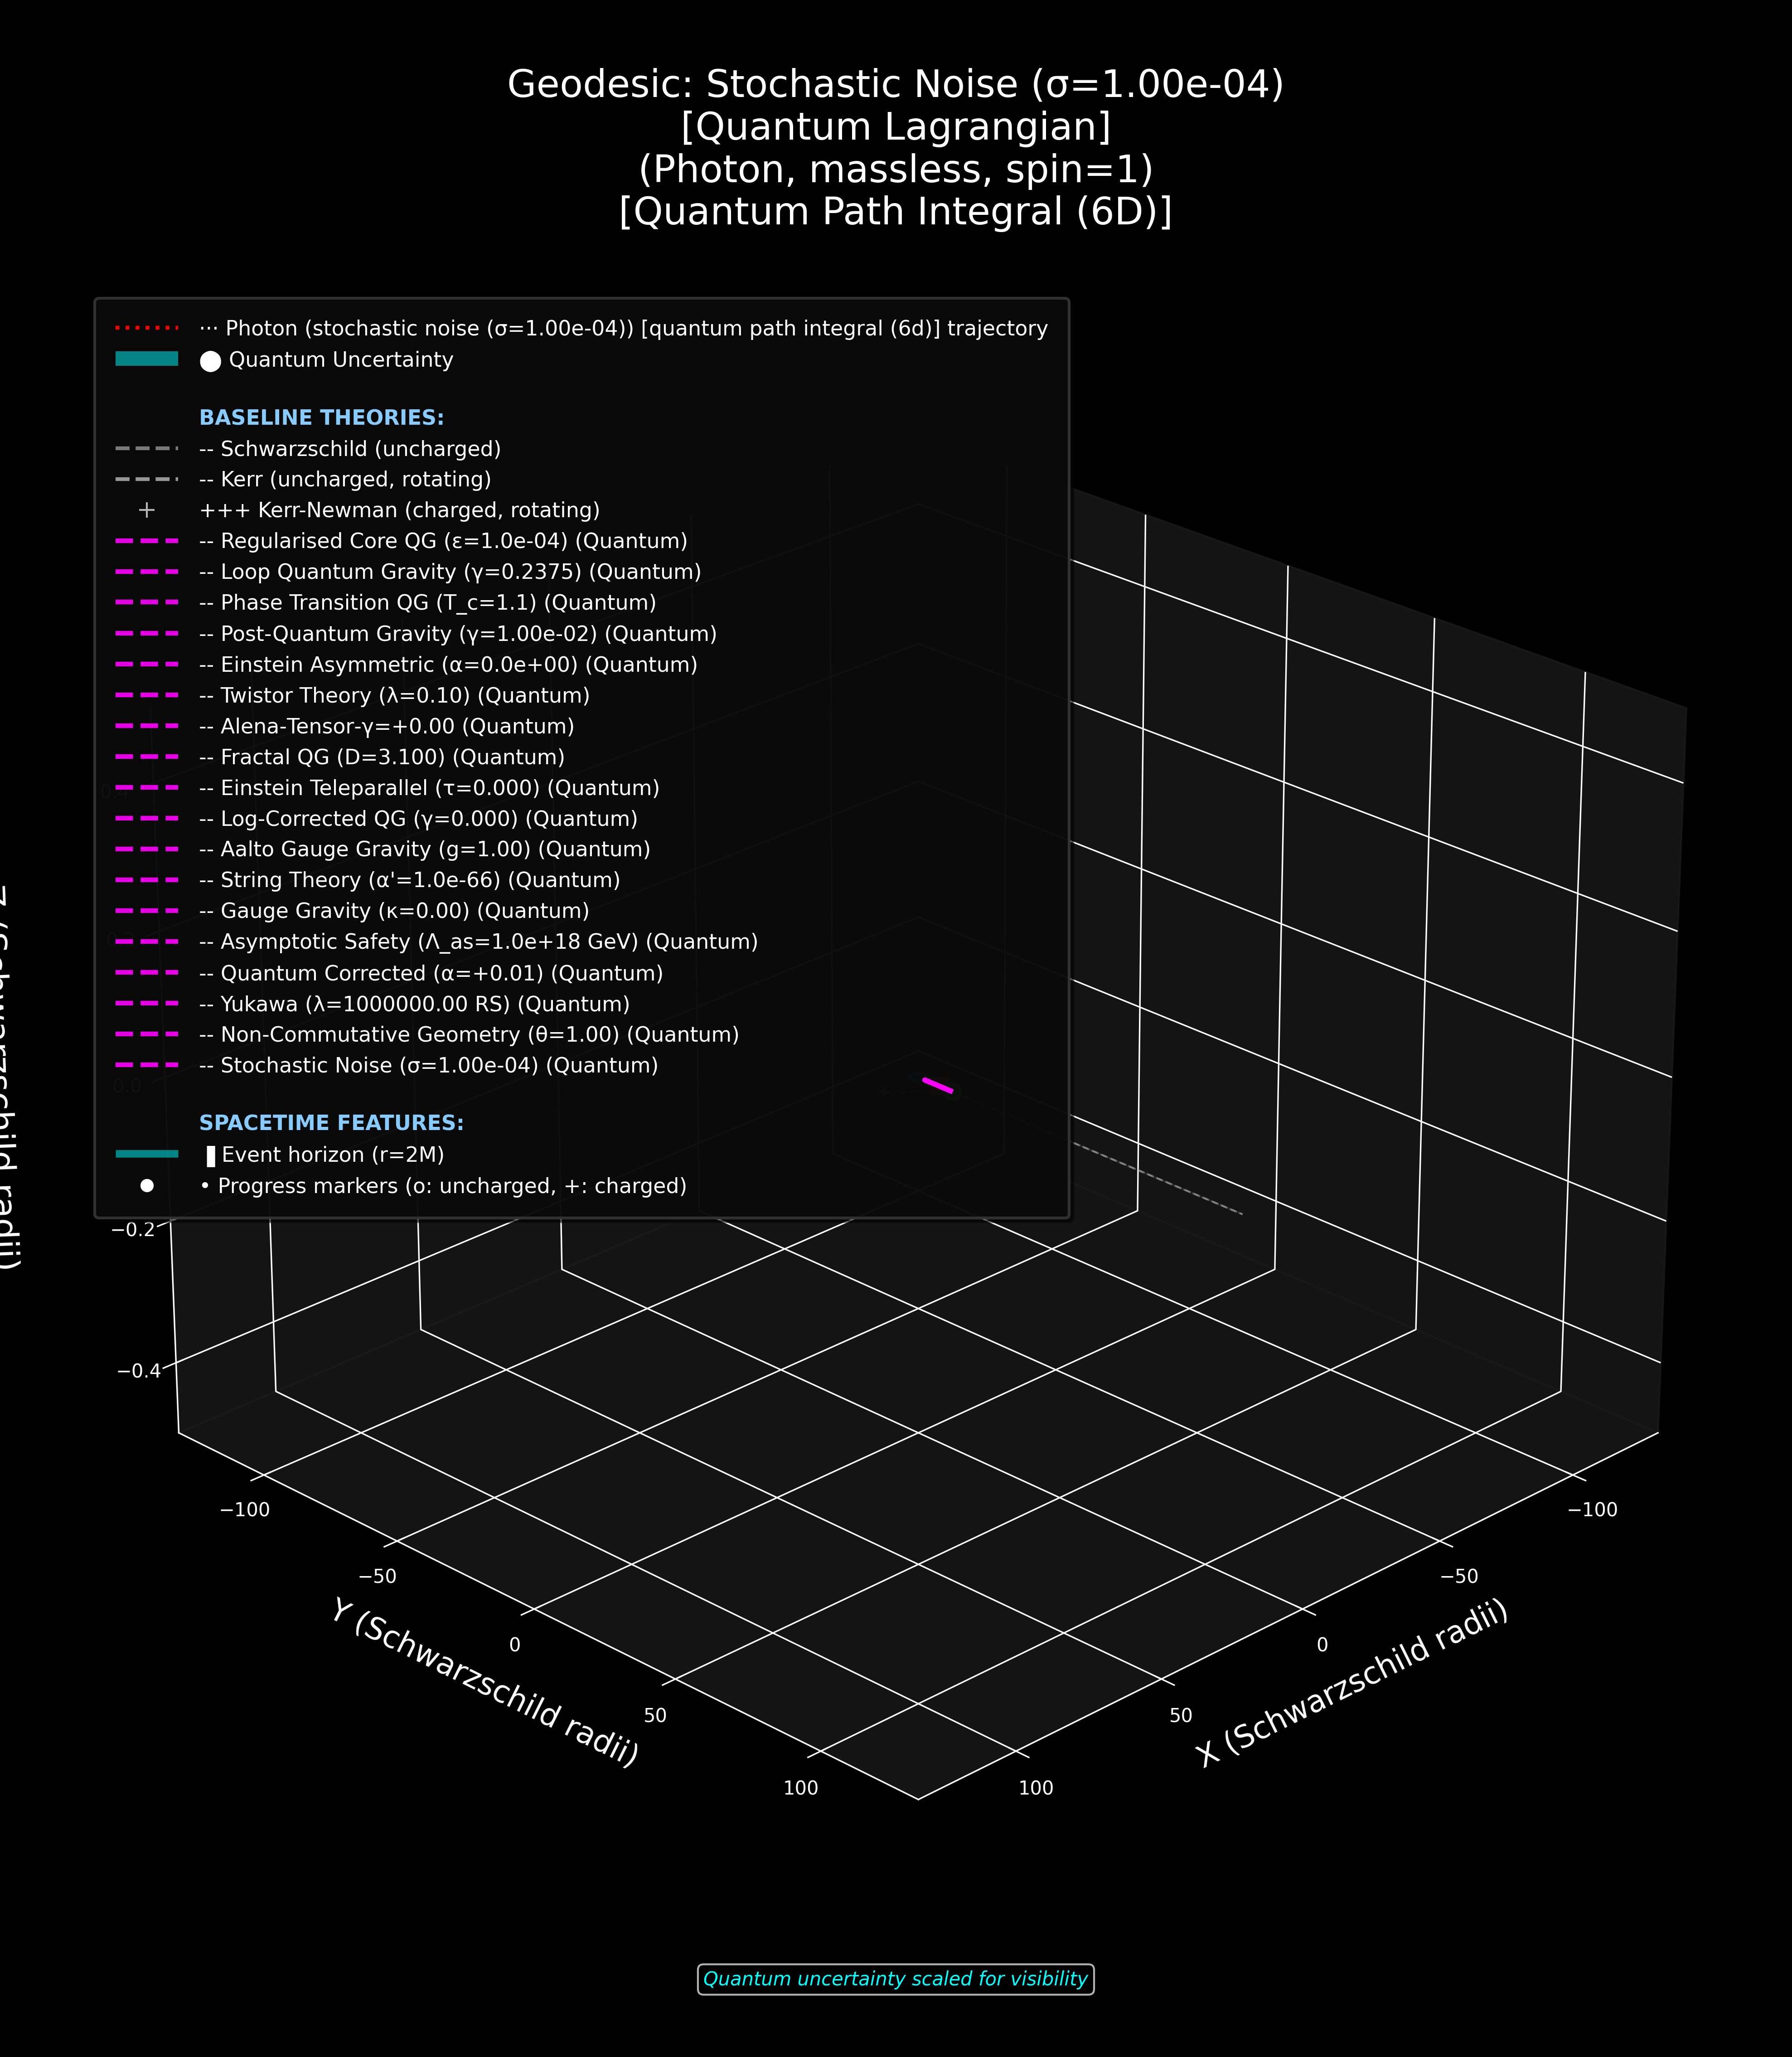 Geodesic: Stochastic Noise (σ=1.00e-04)
[Quantum Lagrangian]
(Photon, massless, spin=1)
[Quantum Path Integral (6D)]
··· Photon (stochastic noise (σ=1.00e-04)) [quantum path integral (6d)] trajectory
● Quantum Uncertainty
BASELINE THEORIES:
-- Schwarzschild (uncharged)
-- Kerr (uncharged, rotating)
+++ Kerr-Newman (charged, rotating)
-- Regularised Core QG (ε=1.0e-04) (Quantum)
-- Loop Quantum Gravity (γ=0.2375) (Quantum)
-- Phase Transition QG (T_c=1.1) (Quantum)
-- Post-Quantum Gravity (γ=1.00e-02) (Quantum)
-- Einstein Asymmetric (α=0.0e+00) (Quantum)
-- Twistor Theory (λ=0.10) (Quantum)
-- Alena-Tensor-γ=+0.00 (Quantum)
-- Fractal QG (D=3.100) (Quantum)
-- Einstein Teleparallel (τ=0.000) (Quantum)
-- Log-Corrected QG (γ=0.000) (Quantum)
-- Aalto Gauge Gravity (g=1.00) (Quantum)
-- String Theory (α'=1.0e-66) (Quantum)
-- Gauge Gravity (κ=0.00) (Quantum)
-- Asymptotic Safety (Λ_as=1.0e+18 GeV) (Quantum)
-- Quantum Corrected (α=+0.01) (Quantum)
-- Yukawa (λ=1000000.00 RS) (Quantum)
-- Non-Commutative Geometry (θ=1.00) (Quantum)
-- Stochastic Noise (σ=1.00e-04) (Quantum)
SPACETIME FEATURES:
▐ Event horizon (r=2M)
• Progress markers (o: uncharged, +: charged)
0.0
−0.2
−0.4
Z (Schwarzschild radii)
−100
−50
0
50
100
Y (Schwarzschild radii)
−100
−50
0
50
100
X (Schwarzschild radii)
Quantum uncertainty scaled for visibility